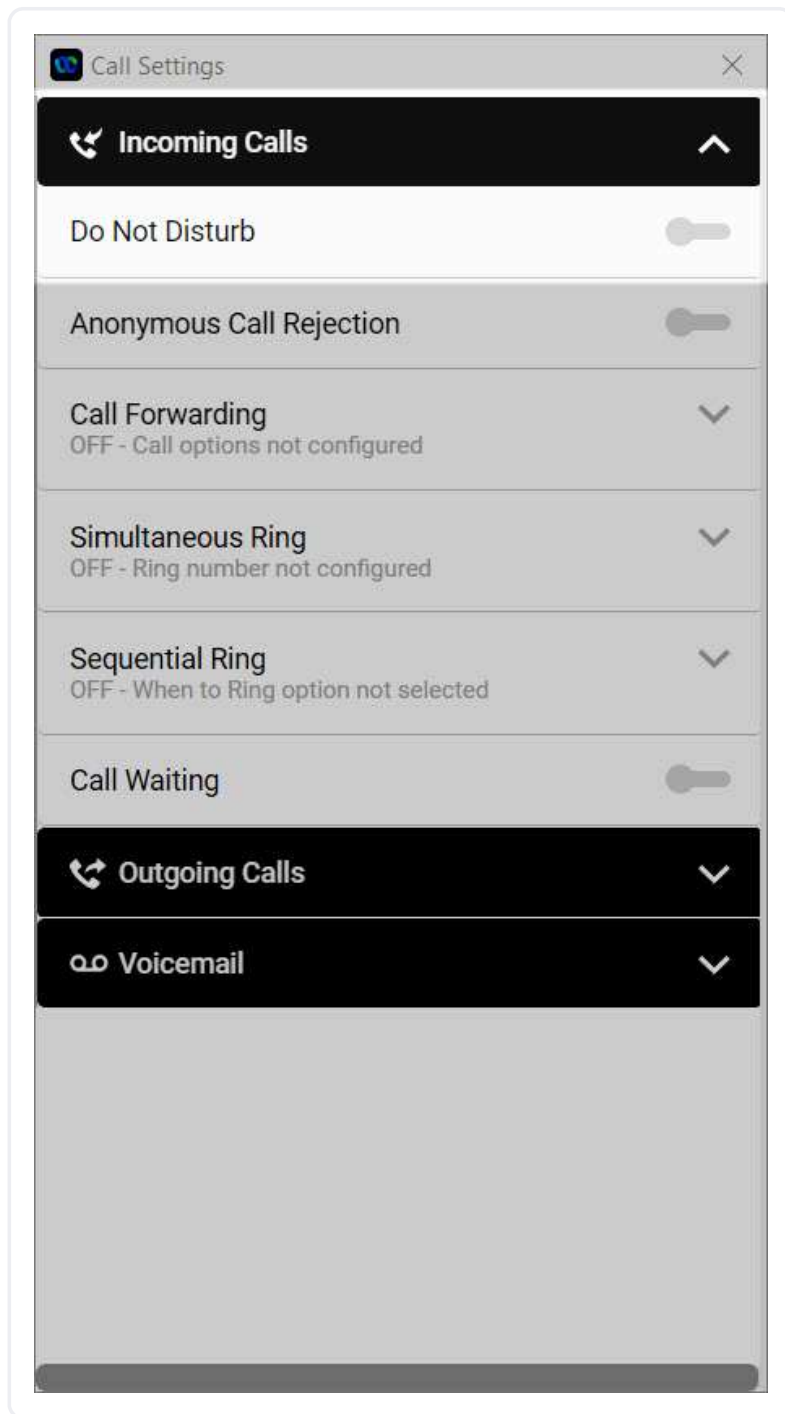 Call Settings
Incoming Calls
Do Not Disturb
Anonymous Call Rejection
Call Forwarding
OFF - Call options not configured
Simultaneous Ring
OFF - Ring number not configured
Sequential Ring
OFF - When to Ring option not selected
Call Waiting
Outgoing Calls
Voicemail